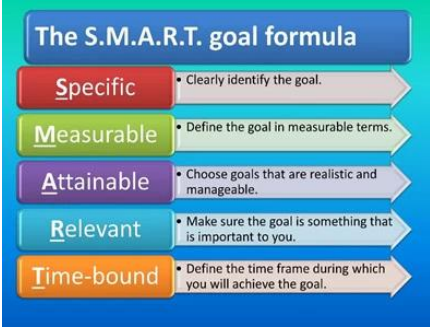 The S.M.A.R.T. goal formula
Specific
• Clearly identify the goal.
Measurable
• Define the goal in measurable terms.
Attainable
• Choose goals that are realistic and
manageable.
Relevant
• Make sure the goal is something that
is important to you.
Time-bound
• Define the time frame during which
you will achieve the goal.